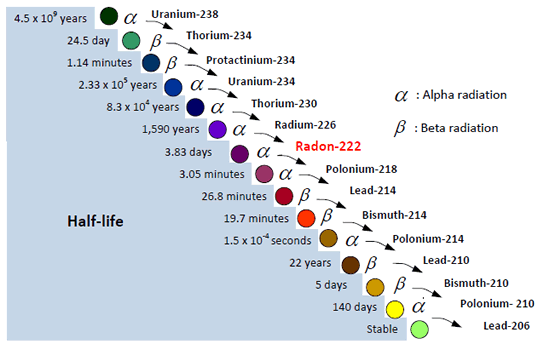 4.5 x 10⁹ years α Uranium-238
24.5 day β Thorium-234
1.14 minutes β Protactinium-234
2.33 x 10⁵ years α Uranium-234
8.3 x 10⁴ years α Thorium-230
1,590 years α Radium-226
3.83 days α Radon-222
3.05 minutes α Polonium-218
26.8 minutes β Lead-214
19.7 minutes β Bismuth-214
1.5 x 10⁻⁴ seconds α Polonium-214
22 years β Lead-210
5 days β Bismuth-210
140 days α Polonium- 210
Stable Lead-206
Half-life
α : Alpha radiation
β : Beta radiation